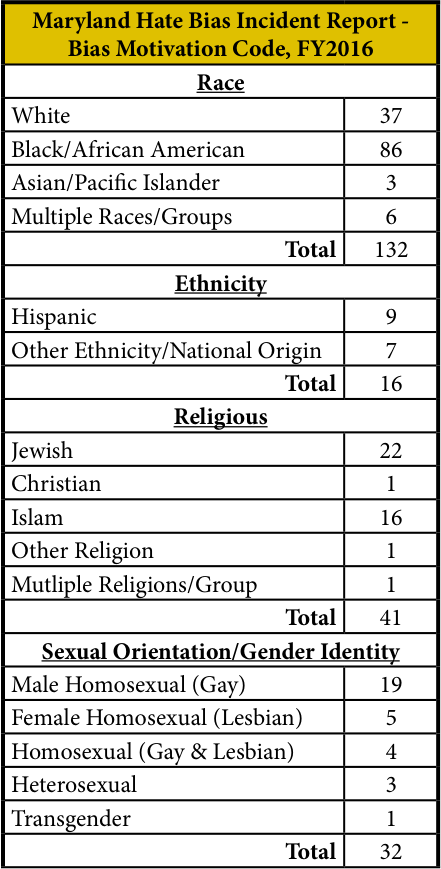 Maryland Hate Bias Incident Report -
Bias Motivation Code, FY2016
Race
White 37
Black/African American 86
Asian/Pacific Islander 3
Multiple Races/Groups 6
Total 132
Ethnicity
Hispanic 9
Other Ethnicity/National Origin 7
Total 16
Religious
Jewish 22
Christian 1
Islam 16
Other Religion 1
Mutliple Religions/Group 1
Total 41
Sexual Orientation/Gender Identity
Male Homosexual (Gay) 19
Female Homosexual (Lesbian) 5
Homosexual (Gay & Lesbian) 4
Heterosexual 3
Transgender 1
Total 32